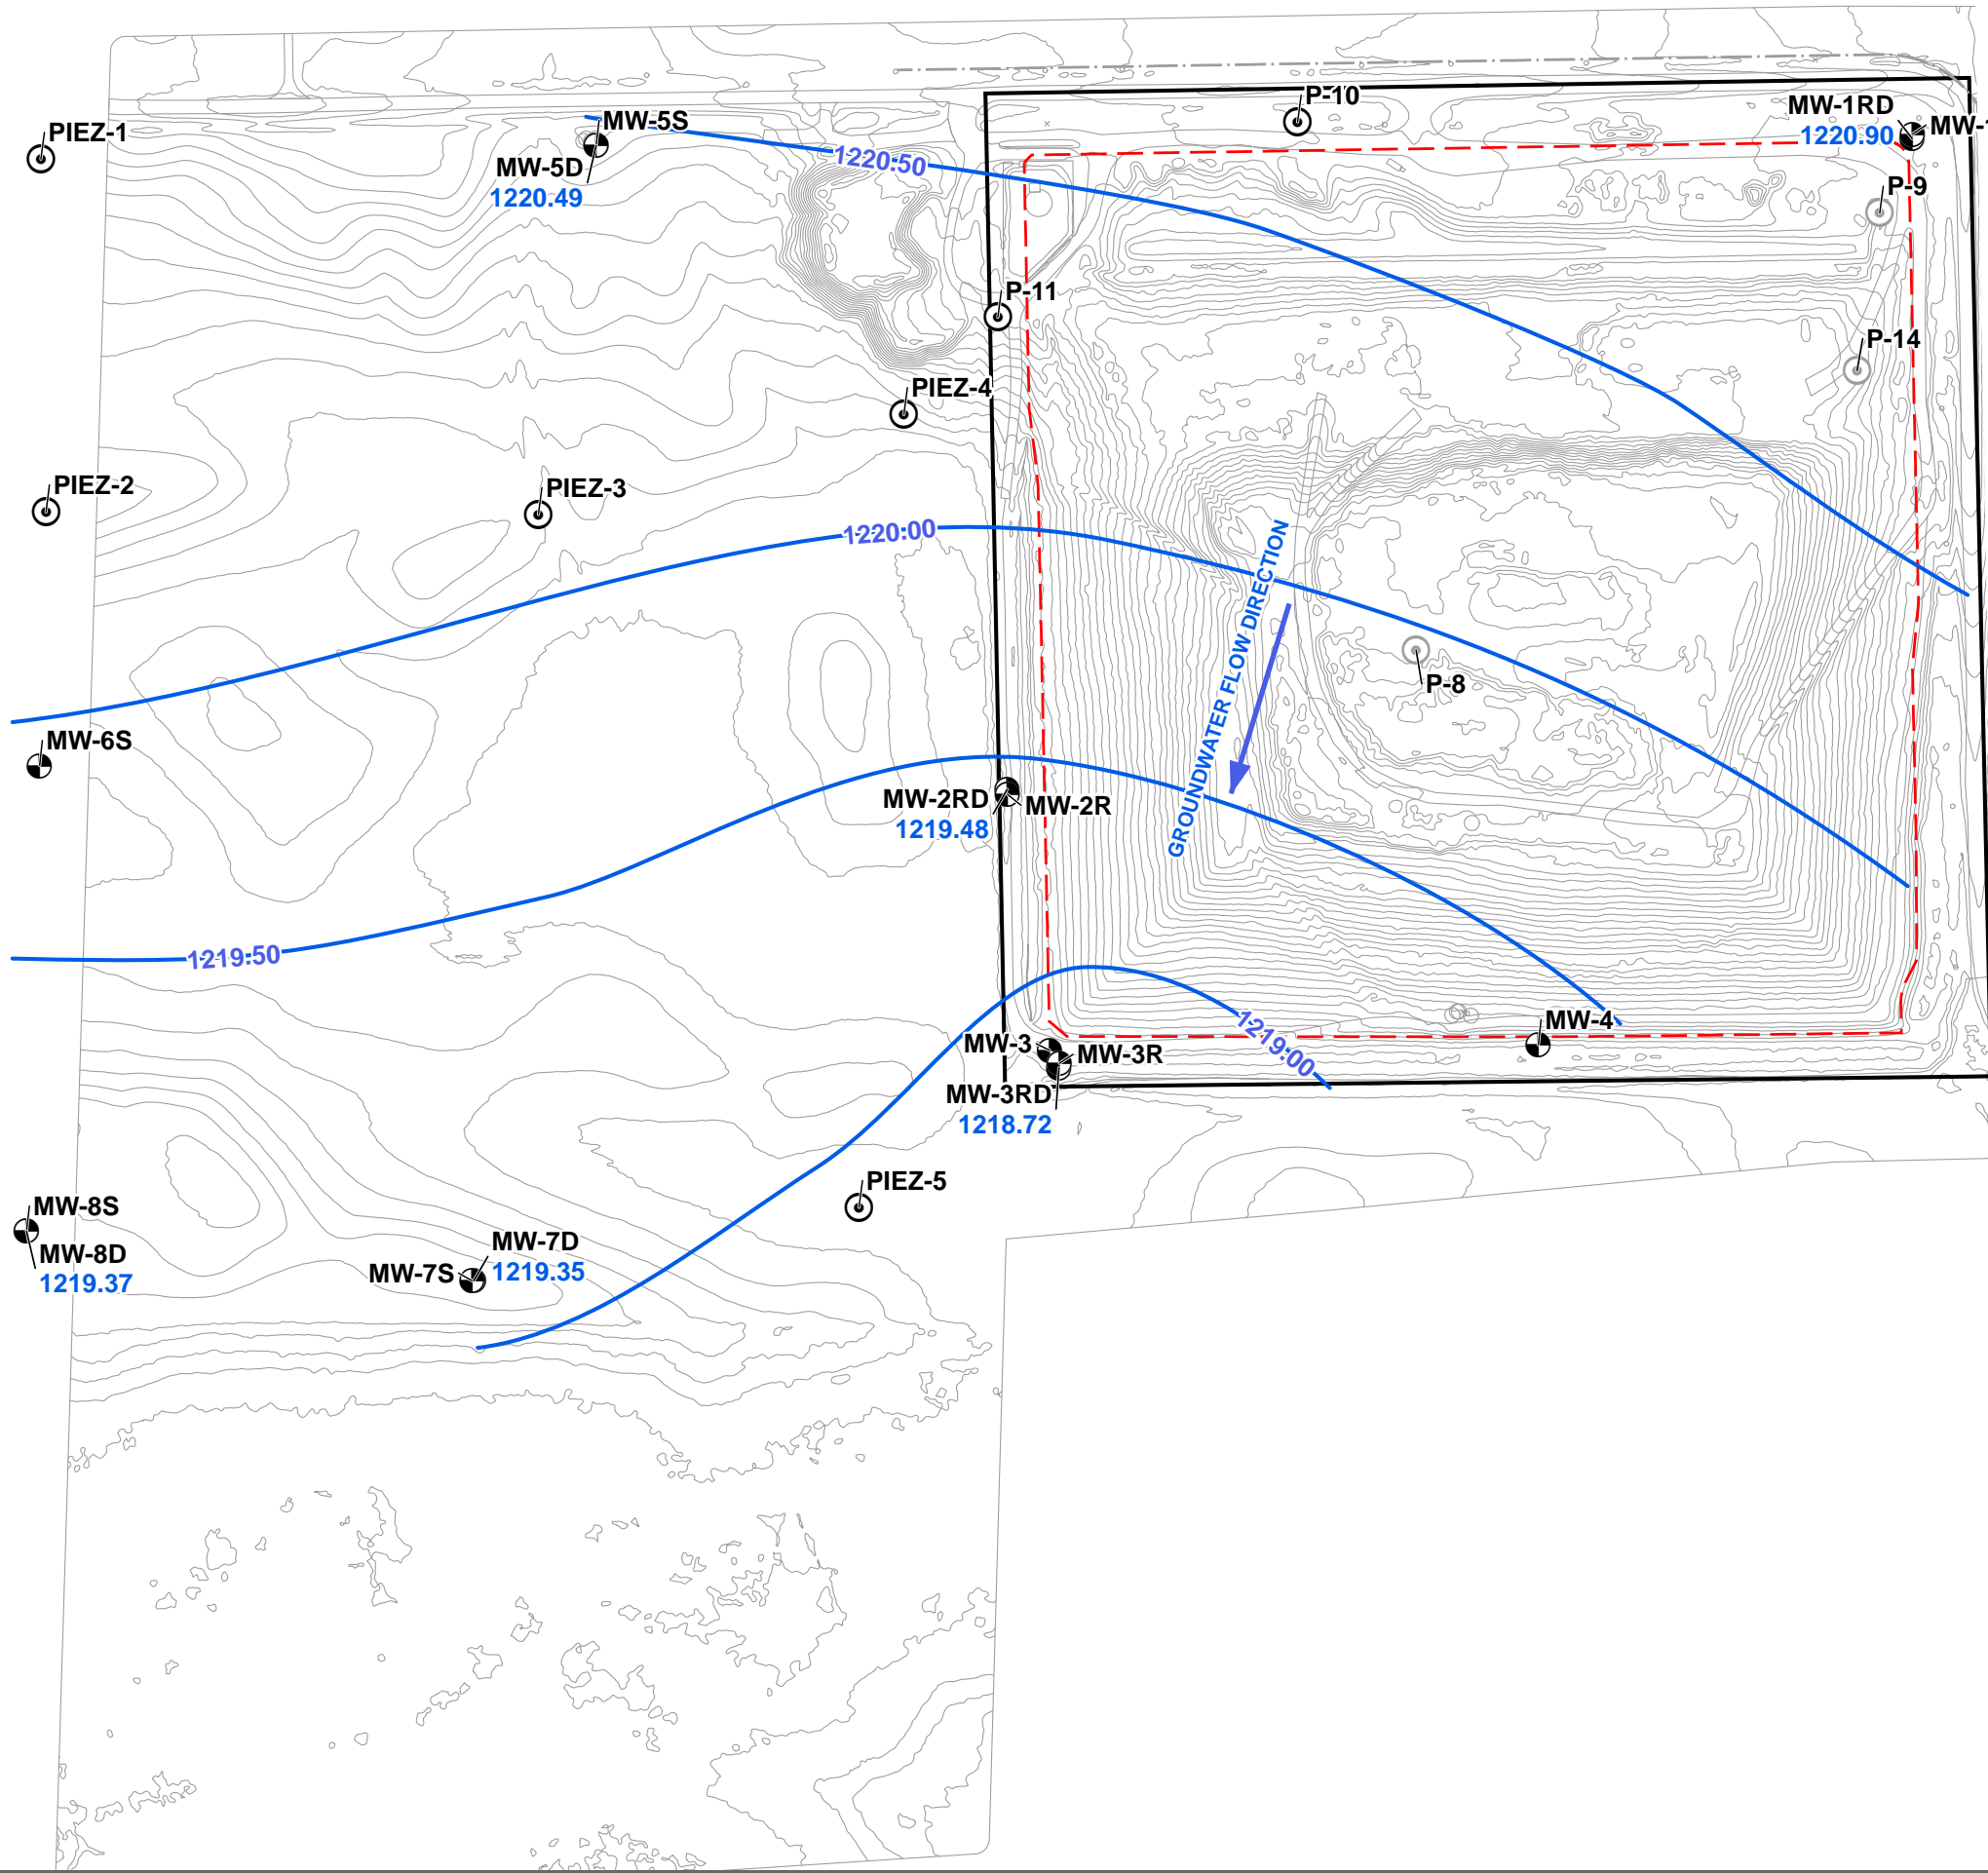 P-10
MW-1RD
1220.90
MW-1
PIEZ-1
MW-5S
MW-5D
1220.49
1220.50
P-9
P-11
P-14
PIEZ-4
PIEZ-2
PIEZ-3
1220.00
GROUNDWATER FLOW DIRECTION
P-8
MW-6S
MW-2RD
1219.48
MW-2R
1219.50
MW-4
1219.00
MW-3
MW-3R
MW-3RD
1218.72
PIEZ-5
MW-8S
MW-8D
1219.37
MW-7D
MW-7S
1219.35